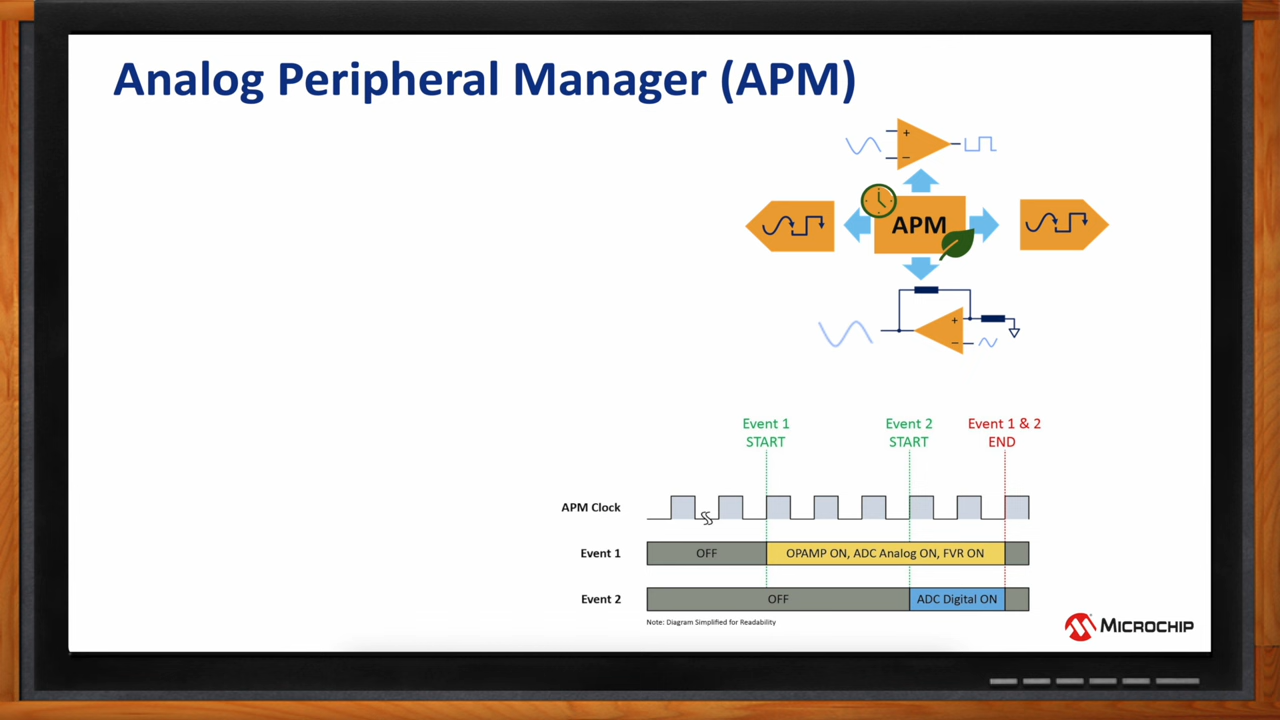 Analog Peripheral Manager (APM)
+
−
APM
+
−
Event 1
START
Event 2
START
Event 1 & 2
END
APM Clock
Event 1
OFF
OPAMP ON, ADC Analog ON, FVR ON
Event 2
OFF
ADC Digital ON
Note: Diagram Simplified for Readability
MICROCHIP